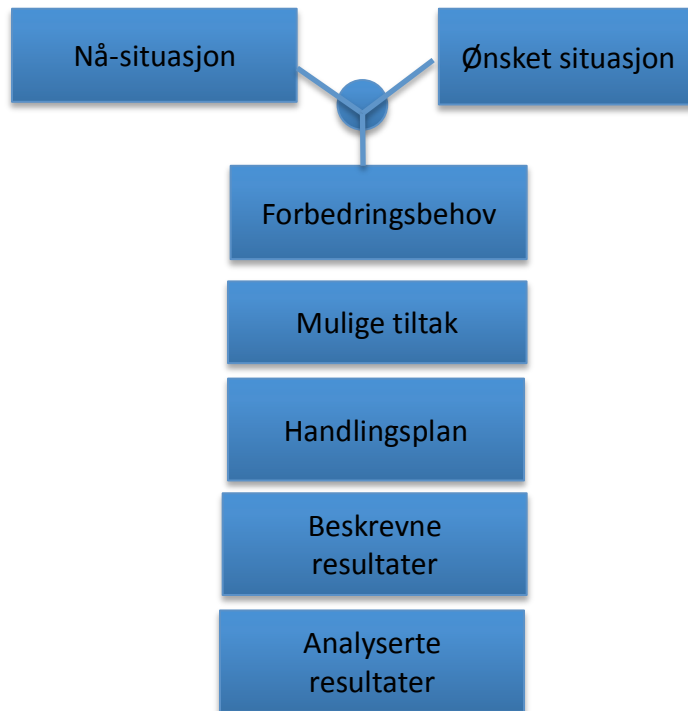 Nå-situasjon
Ønsket situasjon
Forbedringsbehov
Mulige tiltak
Handlingsplan
Beskrevne
resultater
Analyserte
resultater